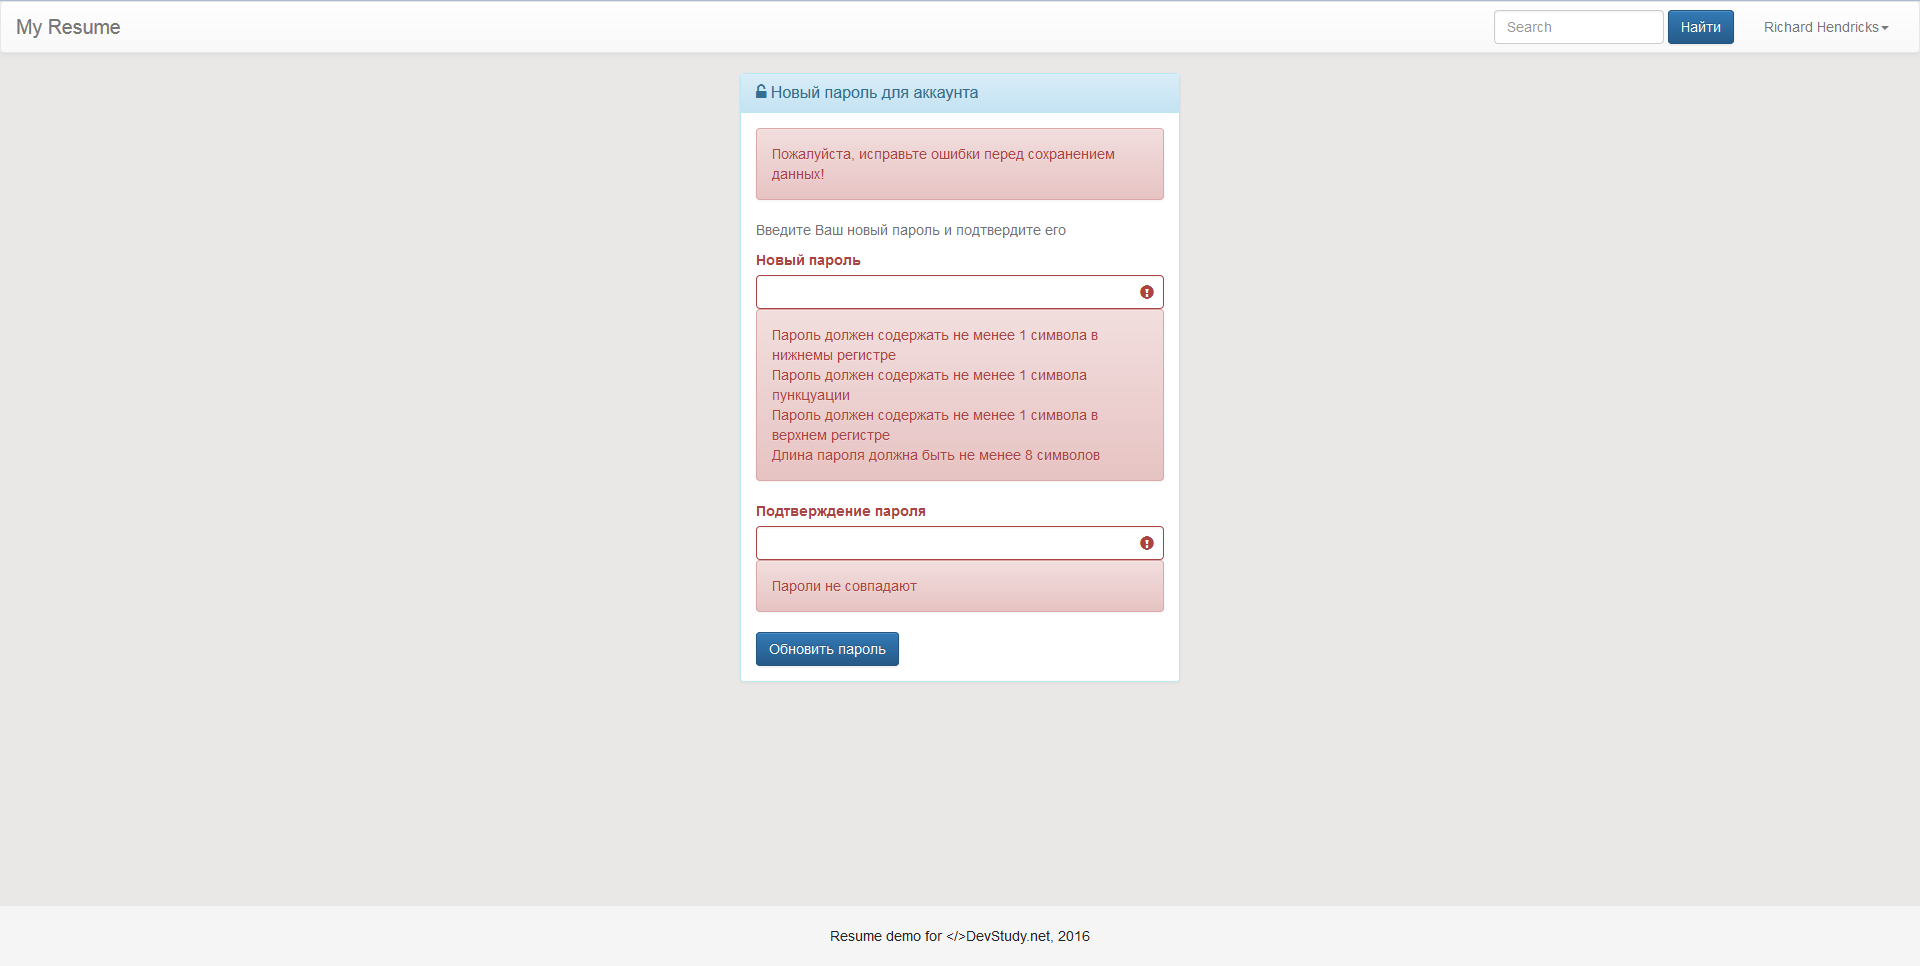 My Resume
Search
Найти
Richard Hendricks
Новый пароль для аккаунта
Пожалуйста, исправьте ошибки перед сохранением
данных!
Введите Ваш новый пароль и подтвердите его
Новый пароль
Пароль должен содержать не менее 1 символа в
нижнемы регистре
Пароль должен содержать не менее 1 символа
пункцуации
Пароль должен содержать не менее 1 символа в
верхнем регистре
Длина пароля должна быть не менее 8 символов
Подтверждение пароля
Пароли не совпадают
Обновить пароль
Resume demo for </>DevStudy.net, 2016